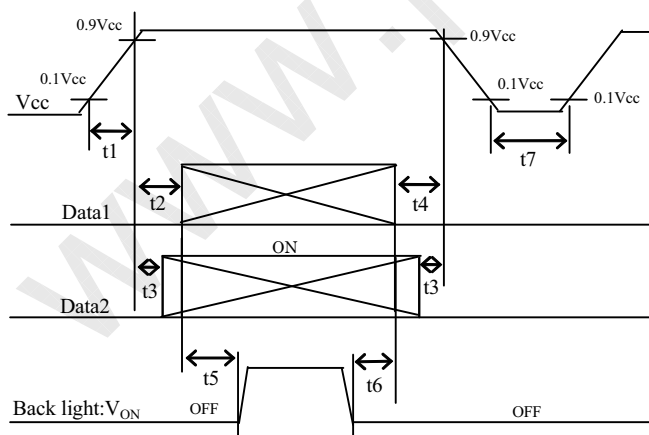 www.
0.9Vcc
0.9Vcc
0.1Vcc
0.1Vcc
0.1Vcc
Vcc
t1
t7
t2
t4
Data1
ON
t3
t3
Data2
t5
t6
Back light:VON
OFF
OFF